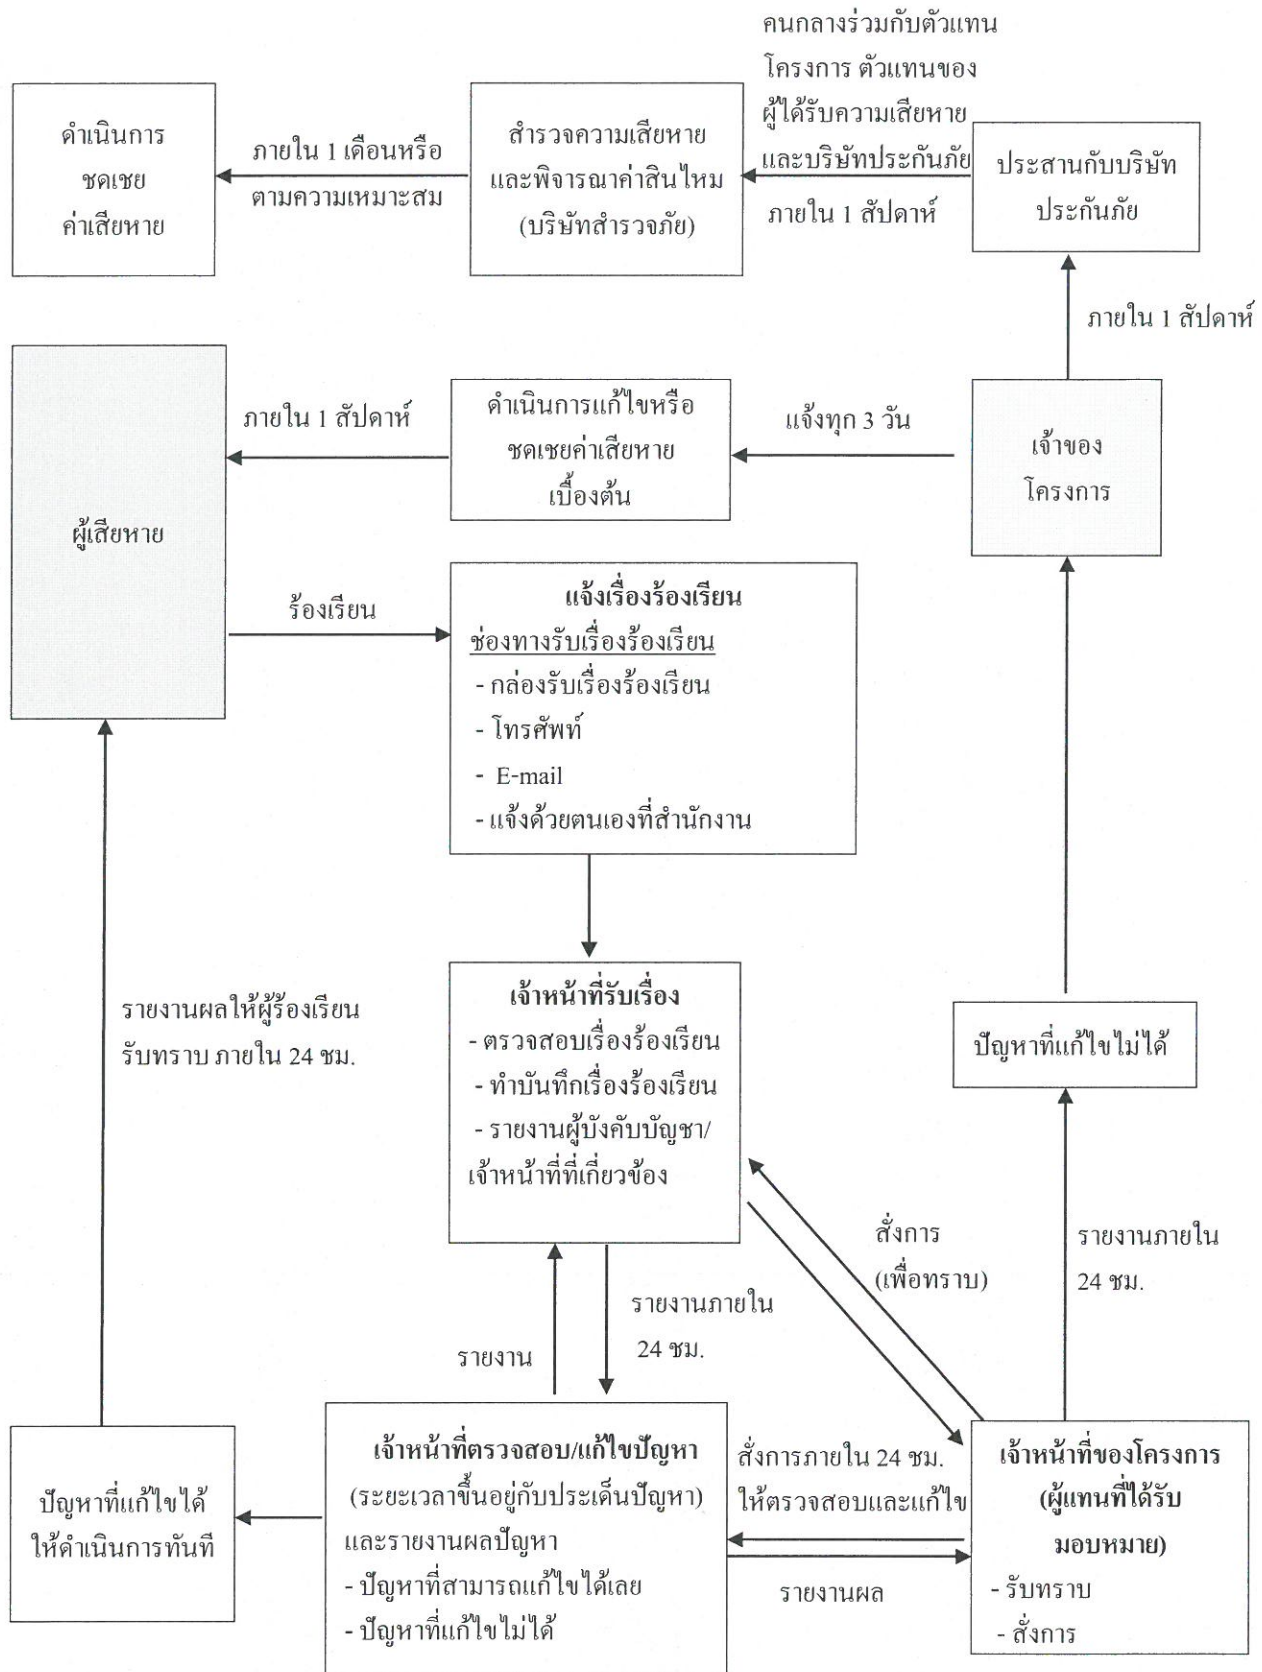 คนกลางร่วมกับตัวแทน
โครงการ ตัวแทนของ
ผู้ได้รับความเสียหาย
และบริษัทประกันภัย
ภายใน 1 สัปดาห์
ดำเนินการ
ชดเชย
ค่าเสียหาย
ภายใน 1 เดือนหรือ
ตามความเหมาะสม
สำรวจความเสียหาย
และพิจารณาค่าสินไหม
(บริษัทสำรวจภัย)
ประสานกับบริษัท
ประกันภัย
ภายใน 1 สัปดาห์
ผู้เสียหาย
ภายใน 1 สัปดาห์
ดำเนินการแก้ไขหรือ
ชดเชยค่าเสียหาย
เบื้องต้น
แจ้งทุก 3 วัน
เจ้าของ
โครงการ
ร้องเรียน
แจ้งเรื่องร้องเรียน
ช่องทางรับเรื่องร้องเรียน
- กล่องรับเรื่องร้องเรียน
- โทรศัพท์
- E-mail
- แจ้งด้วยตนเองที่สำนักงาน
รายงานผลให้ผู้ร้องเรียน
รับทราบ ภายใน 24 ชม.
เจ้าหน้าที่รับเรื่อง
- ตรวจสอบเรื่องร้องเรียน
- ทำบันทึกเรื่องร้องเรียน
- รายงานผู้บังคับบัญชา/
เจ้าหน้าที่ที่เกี่ยวข้อง
ปัญหาที่แก้ไขไม่ได้
สั่งการ
(เพื่อทราบ)
รายงานภายใน
24 ชม.
รายงาน
รายงานภายใน
24 ชม.
ปัญหาที่แก้ไขได้
ให้ดำเนินการทันที
เจ้าหน้าที่ตรวจสอบ/แก้ไขปัญหา
(ระยะเวลาขึ้นอยู่กับประเด็นปัญหา)
และรายงานผลปัญหา
- ปัญหาที่สามารถแก้ไขได้เลย
- ปัญหาที่แก้ไขไม่ได้
สั่งการภายใน 24 ชม.
ให้ตรวจสอบและแก้ไข
รายงานผล
เจ้าหน้าที่ของโครงการ
(ผู้แทนที่ได้รับ
มอบหมาย)
- รับทราบ
- สั่งการ